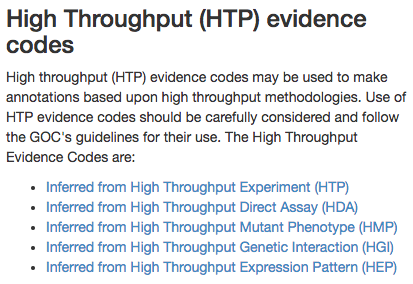 High Throughput (HTP) evidence
codes
High throughput (HTP) evidence codes may be used to make
annotations based upon high throughput methodologies. Use of
HTP evidence codes should be carefully considered and follow
the GOC's guidelines for their use. The High Throughput
Evidence Codes are:
• Inferred from High Throughput Experiment (HTP)
• Inferred from High Throughput Direct Assay (HDA)
• Inferred from High Throughput Mutant Phenotype (HMP)
• Inferred from High Throughput Genetic Interaction (HGI)
• Inferred from High Throughput Expression Pattern (HEP)